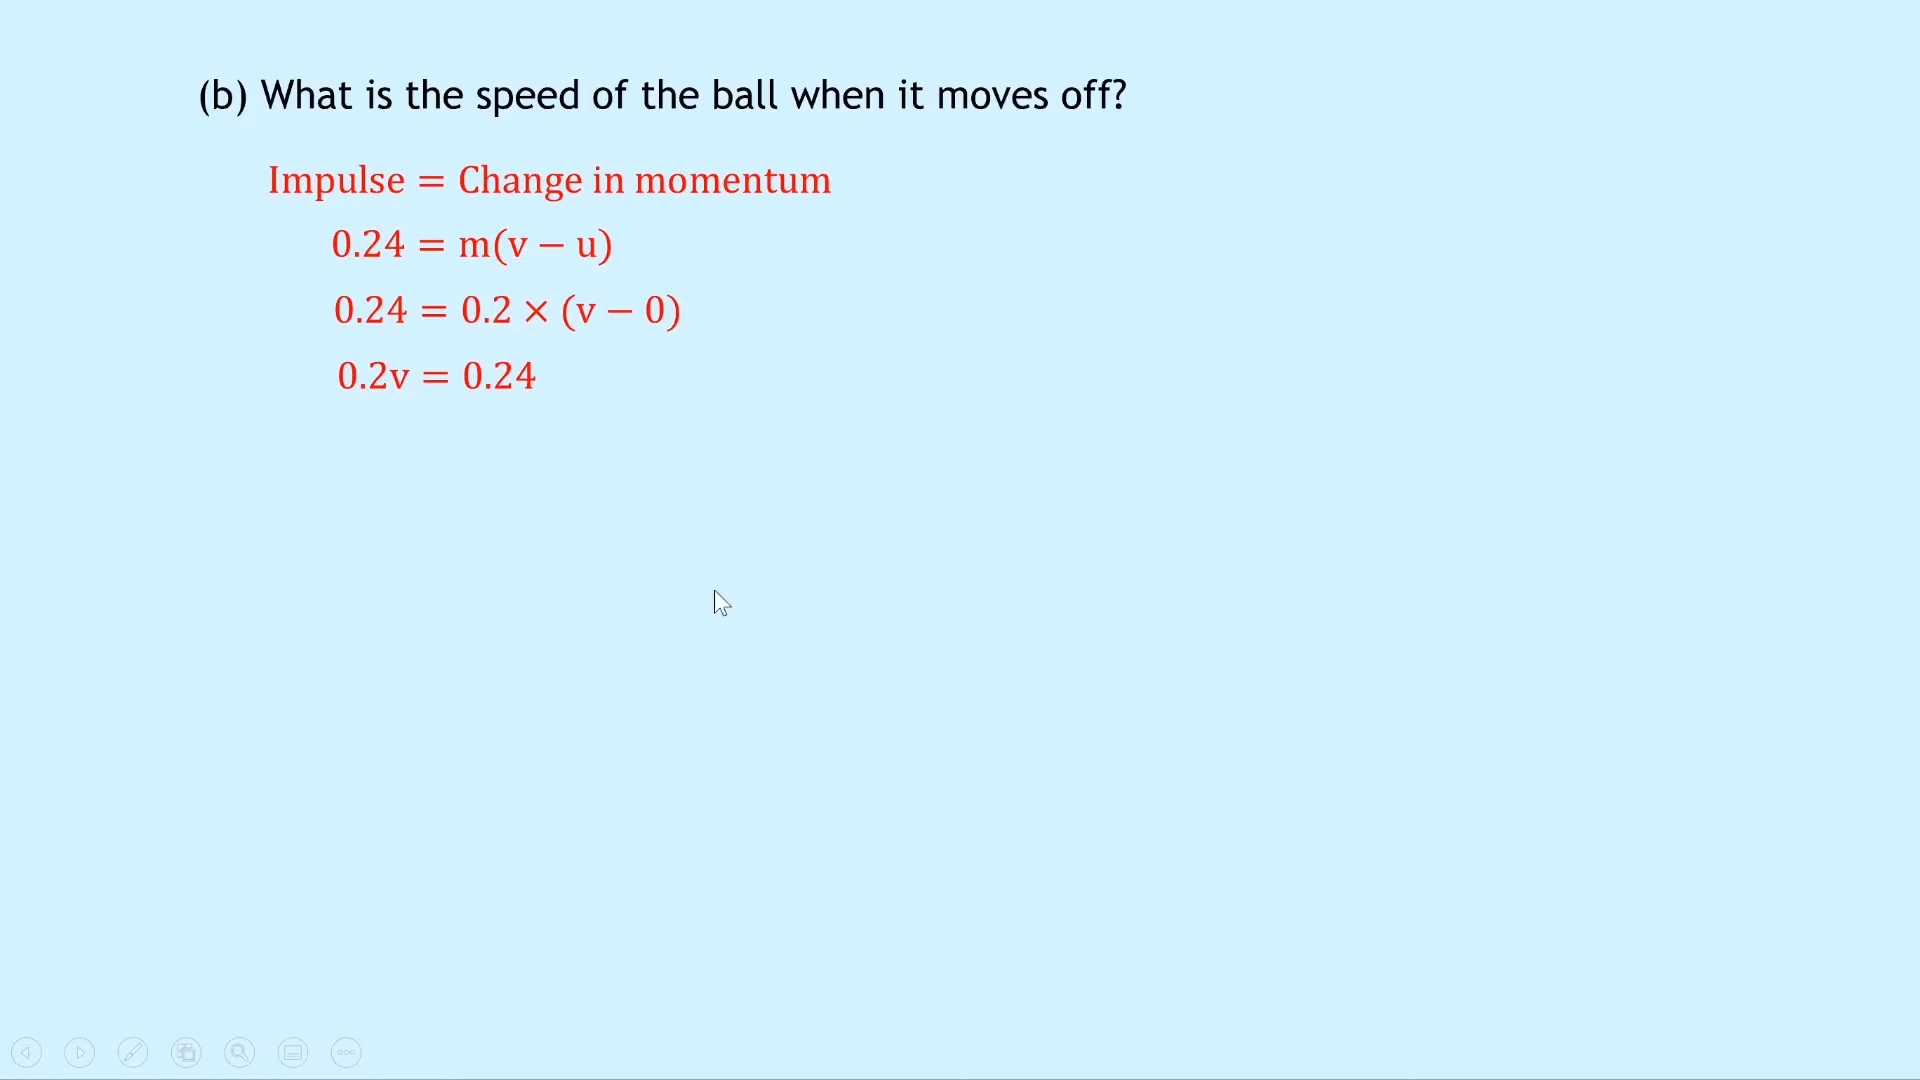 (b) What is the speed of the ball when it moves off?
Impulse = Change in momentum
0.24 = m(v − u)
0.24 = 0.2 × (v − 0)
0.2v = 0.24